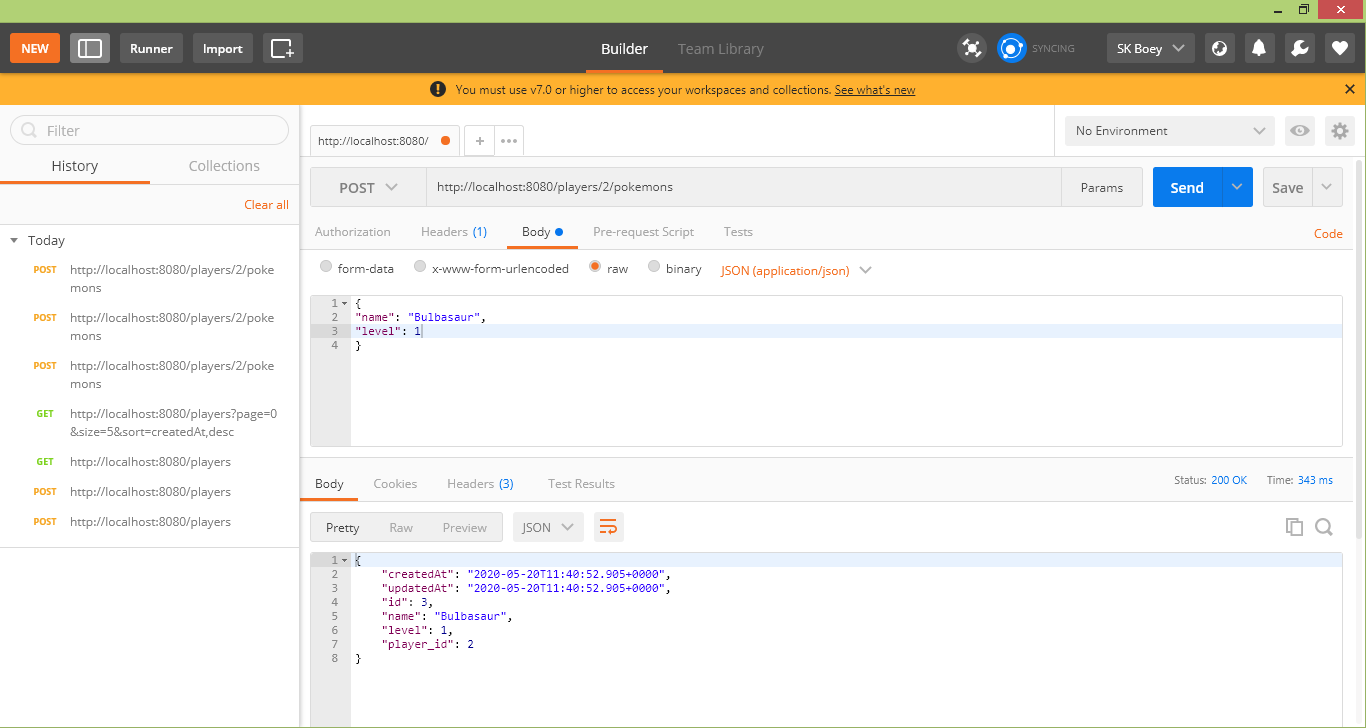 NEW Runner Import Builder Team Library SYNCING SK Boey
You must use v7.0 or higher to access your workspaces and collections. See what's new
Filter
History Collections
Clear all
Today
POST http://localhost:8080/players/2/poke
mons
POST http://localhost:8080/players/2/poke
mons
POST http://localhost:8080/players/2/poke
mons
GET http://localhost:8080/players?page=0
&size=5&sort=createdAt,desc
GET http://localhost:8080/players
POST http://localhost:8080/players
POST http://localhost:8080/players
http://localhost:8080/ + ••• No Environment
POST http://localhost:8080/players/2/pokemons Params Send Save
Authorization Headers (1) Body Pre-request Script Tests Code
form-data x-www-form-urlencoded raw binary JSON (application/json)
1 {
2 "name": "Bulbasaur",
3 "level": 1
4 }
Body Cookies Headers (3) Test Results Status: 200 OK Time: 343 ms
Pretty Raw Preview JSON
1 {
2 "createdAt": "2020-05-20T11:40:52.905+0000",
3 "updatedAt": "2020-05-20T11:40:52.905+0000",
4 "id": 3,
5 "name": "Bulbasaur",
6 "level": 1,
7 "player_id": 2
8 }